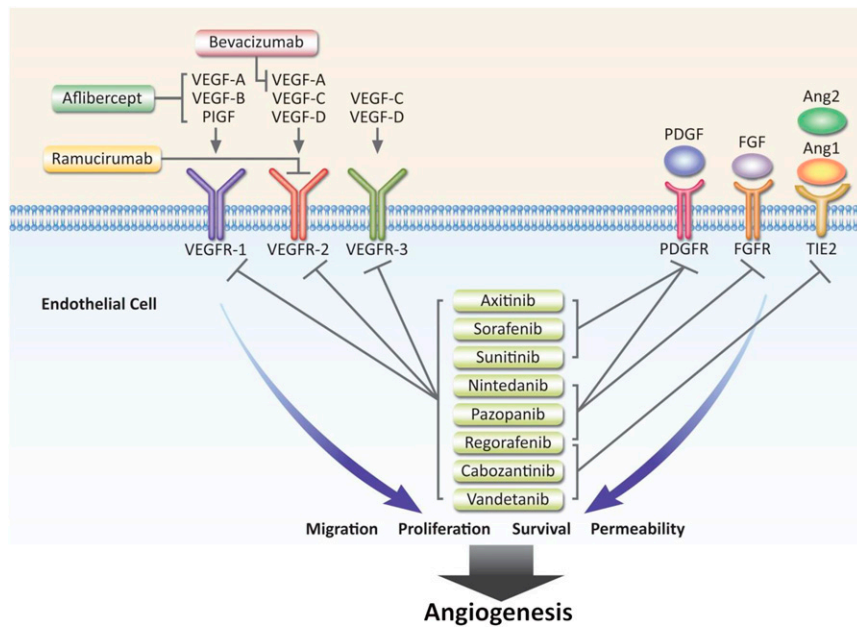 Bevacizumab
Aflibercept
VEGF-A
VEGF-B
PlGF
VEGF-A
VEGF-C
VEGF-D
VEGF-C
VEGF-D
Ramucirumab
PDGF
FGF
Ang2
Ang1
VEGFR-1
VEGFR-2
VEGFR-3
PDGFR
FGFR
TIE2
Endothelial Cell
Axitinib
Sorafenib
Sunitinib
Nintedanib
Pazopanib
Regorafenib
Cabozantinib
Vandetanib
Migration Proliferation Survival Permeability
Angiogenesis